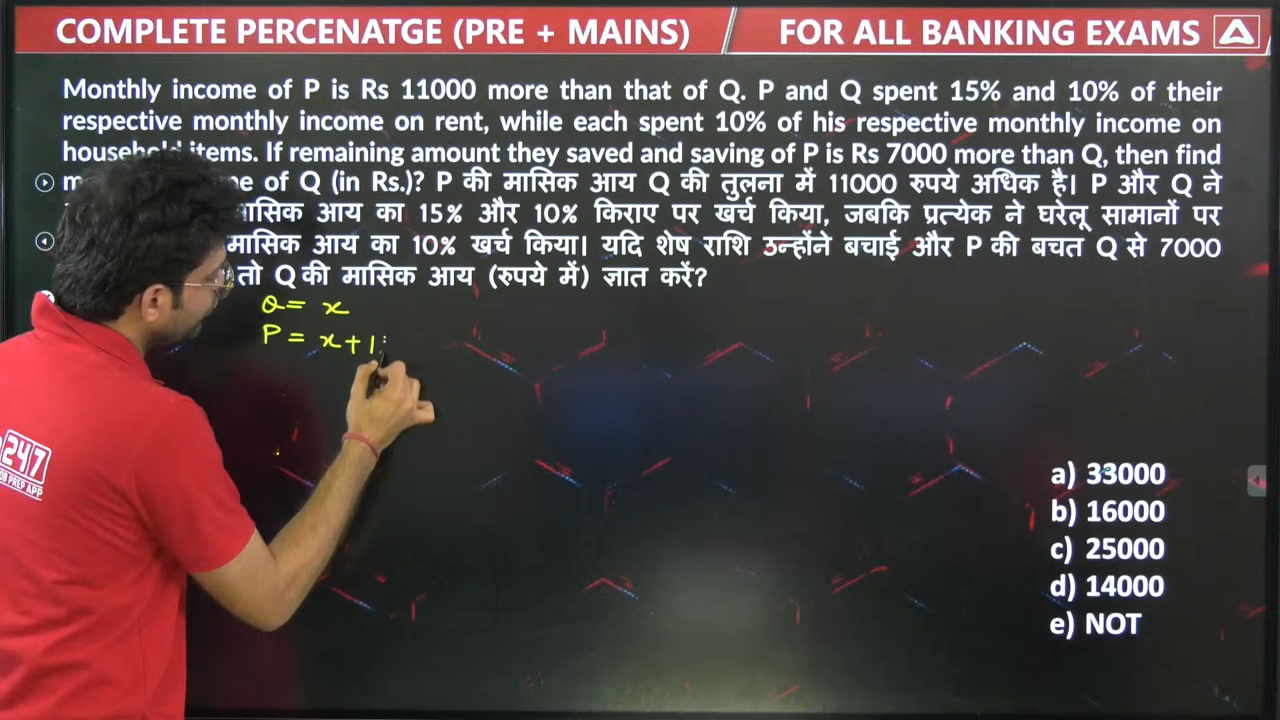 COMPLETE PERCENATGE (PRE + MAINS) FOR ALL BANKING EXAMS
Monthly income of P is Rs 11000 more than that of Q. P and Q spent 15% and 10% of their
respective monthly income on rent, while each spent 10% of his respective monthly income on
household items. If remaining amount they saved and saving of P is Rs 7000 more than Q, then find
of Q (in Rs.)? P की मासिक आय Q की तुलना में 11000 रुपये अधिक है। P और Q ने
मासिक आय का 15% और 10% किराए पर खर्च किया, जबकि प्रत्येक ने घरेलू सामानों पर
मासिक आय का 10% खर्च किया। यदि शेष राशि उन्होंने बचाई और P की बचत Q से 7000
तो Q की मासिक आय (रुपये में) ज्ञात करें?
Q = x
P = x + 1
247
PREP APP
a) 33000
b) 16000
c) 25000
d) 14000
e) NOT